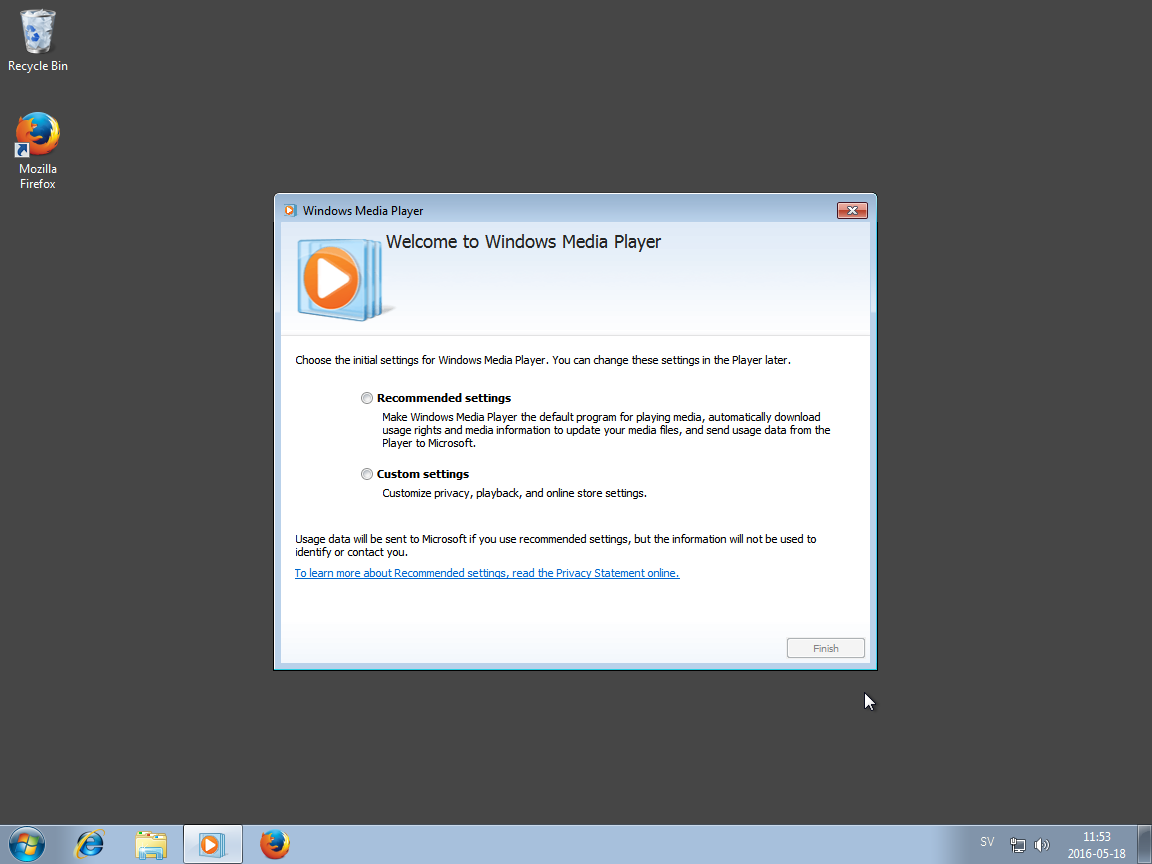 Recycle Bin
Mozilla
Firefox
Windows Media Player
Welcome to Windows Media Player
Choose the initial settings for Windows Media Player. You can change these settings in the Player later.
Recommended settings
Make Windows Media Player the default program for playing media, automatically download
usage rights and media information to update your media files, and send usage data from the
Player to Microsoft.
Custom settings
Customize privacy, playback, and online store settings.
Usage data will be sent to Microsoft if you use recommended settings, but the information will not be used to
identify or contact you.
To learn more about Recommended settings, read the Privacy Statement online.
Finish
SV
11:53
2016-05-18